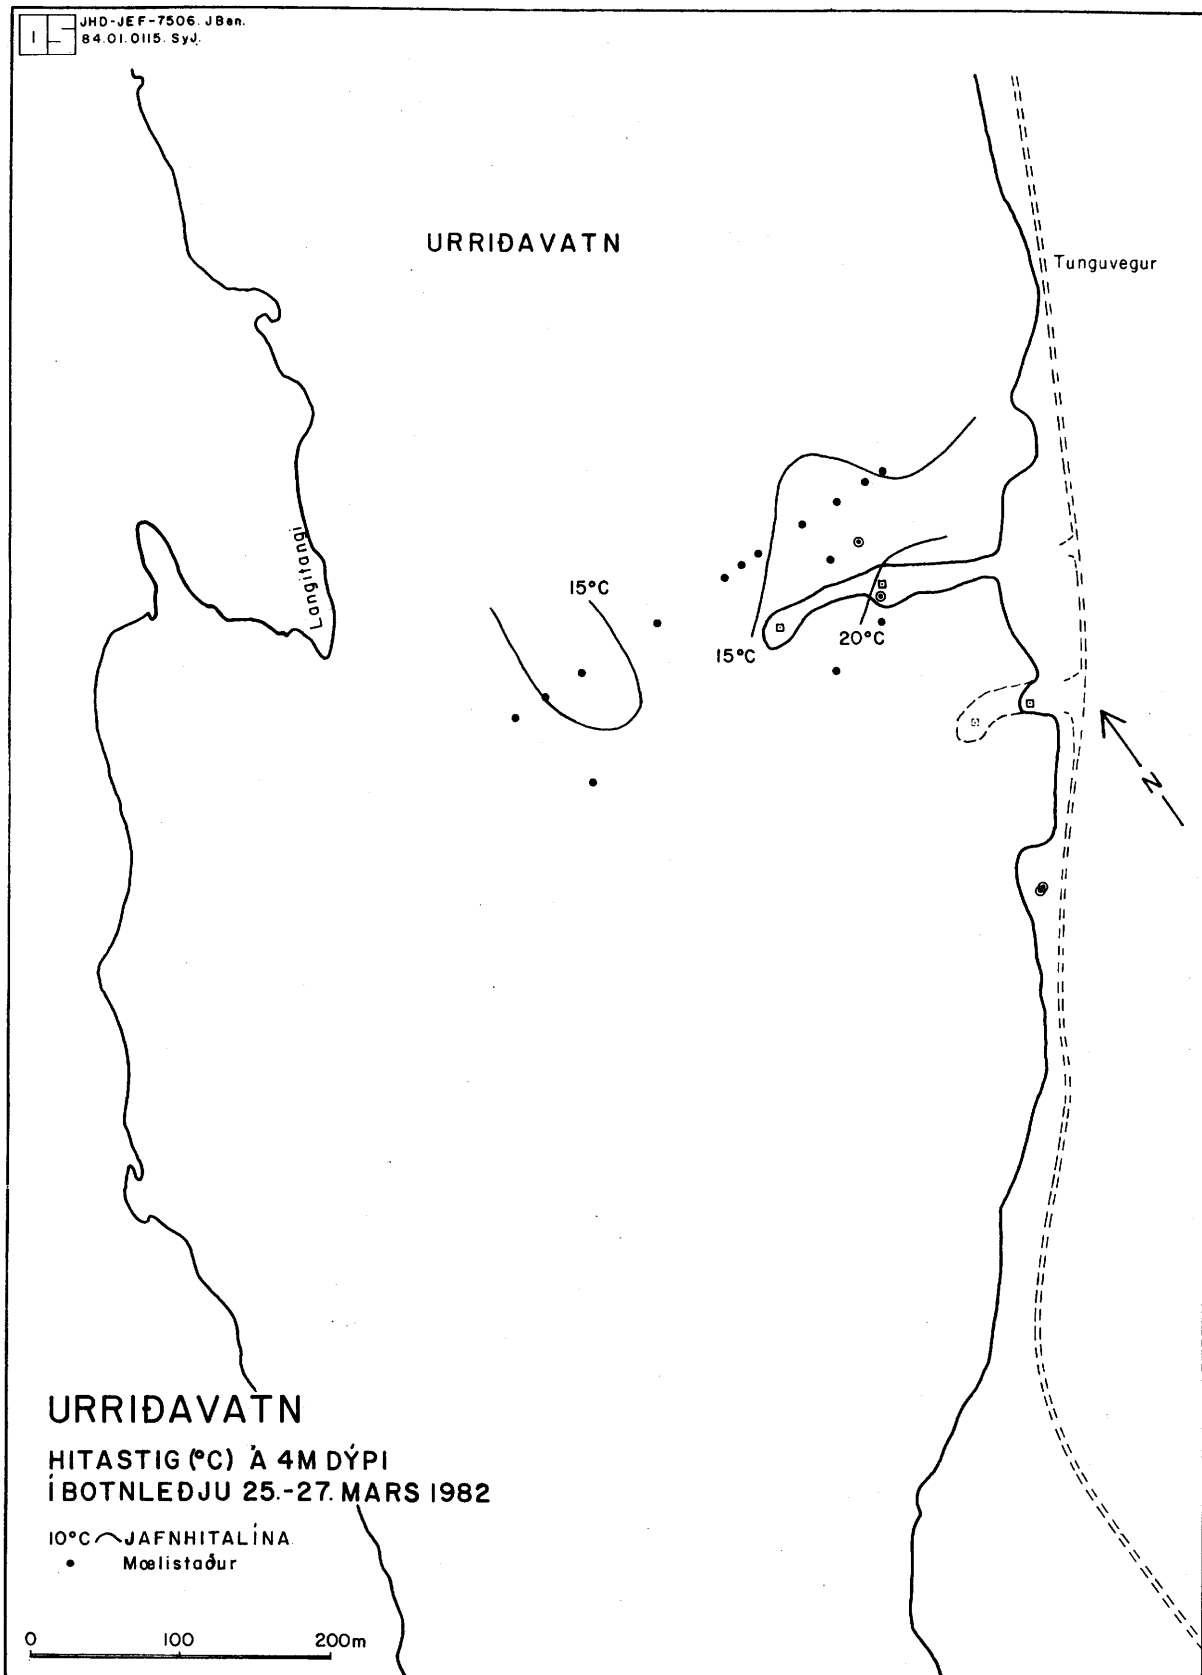 JHD-JEF-7506. JBen.
84.01.0115. SyJ.
URRIÐAVATN
Tunguvegur
Langitangi
15°C
15°C
20°C
N
URRIÐAVATN
HITASTIG (°C) Á 4M DÝPI
Í BOTNLEÐJU 25.-27. MARS 1982
10°C JAFNHITALÍNA
Mælistaður
0 100 200m